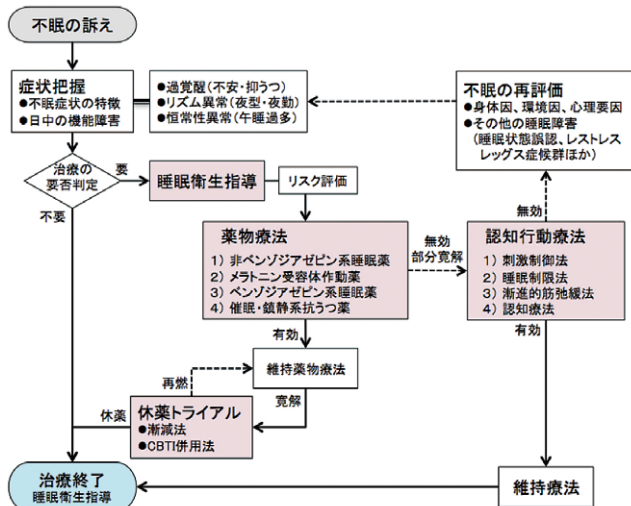 不眠の訴え
症状把握
●不眠症状の特徴
●日中の機能障害
●過覚醒(不安・抑うつ)
●リズム異常(夜型・夜勤)
●恒常性異常(午睡過多)
不眠の再評価
●身体因、環境因、心理要因
●その他の睡眠障害
(睡眠状態誤認、レストレス
レッグス症候群ほか)
治療の
要否判定
要
不要
睡眠衛生指導
リスク評価
無効
薬物療法
1) 非ベンゾジアゼピン系睡眠薬
2) メラトニン受容体作動薬
3) ベンゾジアゼピン系睡眠薬
4) 催眠・鎮静系抗うつ薬
無効
部分寛解
認知行動療法
1) 刺激制御法
2) 睡眠制限法
3) 漸進的筋弛緩法
4) 認知療法
有効
有効
維持薬物療法
再燃
寛解
休薬
休薬トライアル
●漸減法
●CBTI併用法
治療終了
睡眠衛生指導
維持療法